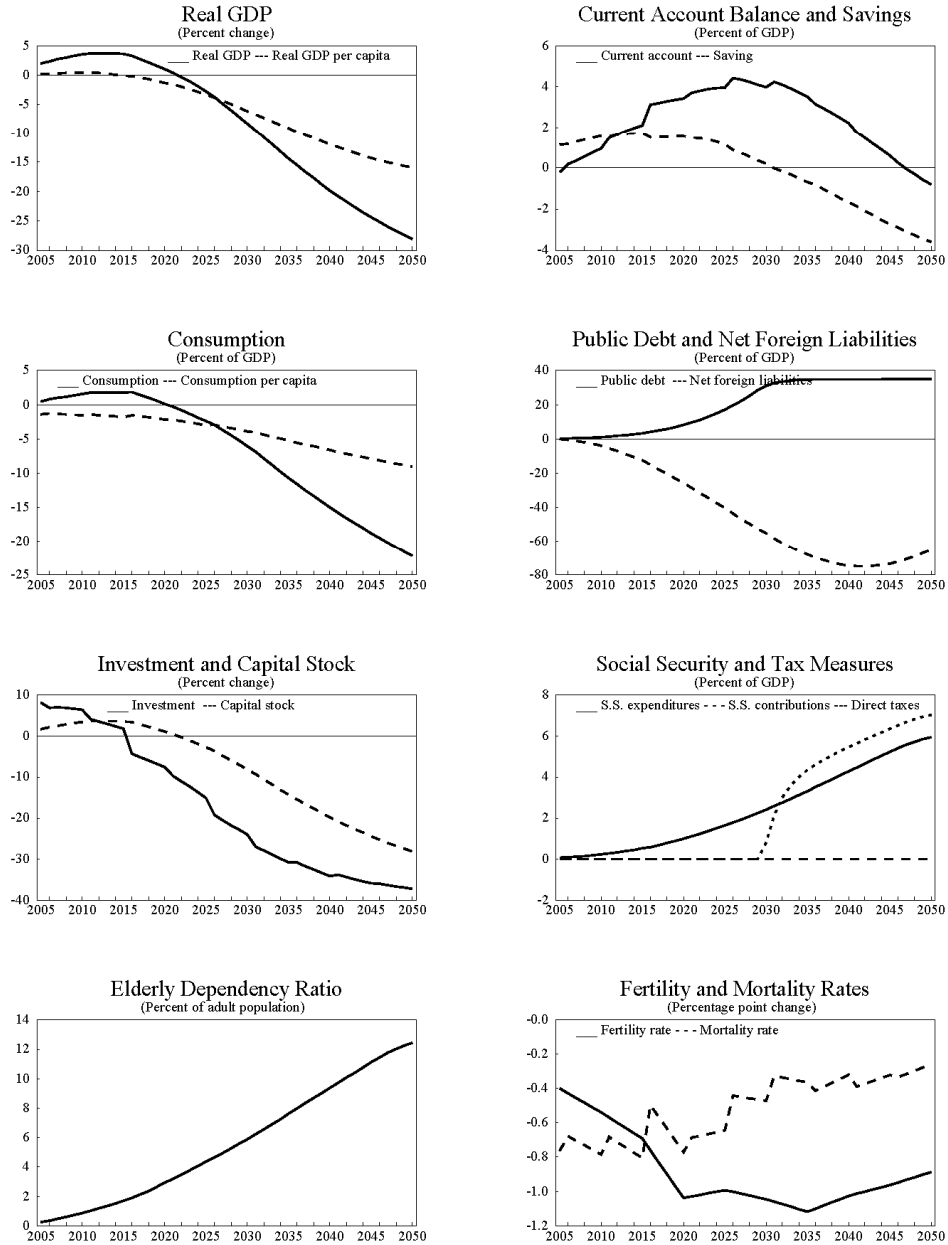 Real GDP
(Percent change)
___ Real GDP --- Real GDP per capita
5
0
-5
-10
-15
-20
-25
-30
2005 2010 2015 2020 2025 2030 2035 2040 2045 2050
Current Account Balance and Savings
(Percent of GDP)
___ Current account --- Saving
6
4
2
0
-2
-4
2005 2010 2015 2020 2025 2030 2035 2040 2045 2050
Consumption
(Percent of GDP)
___ Consumption --- Consumption per capita
5
0
-5
-10
-15
-20
-25
2005 2010 2015 2020 2025 2030 2035 2040 2045 2050
Public Debt and Net Foreign Liabilities
(Percent of GDP)
___ Public debt --- Net foreign liabilities
40
20
0
-20
-40
-60
-80
2005 2010 2015 2020 2025 2030 2035 2040 2045 2050
Investment and Capital Stock
(Percent change)
___ Investment --- Capital stock
10
0
-10
-20
-30
-40
2005 2010 2015 2020 2025 2030 2035 2040 2045 2050
Social Security and Tax Measures
(Percent of GDP)
___ S.S. expenditures - - - S.S. contributions --- Direct taxes
8
6
4
2
0
-2
2005 2010 2015 2020 2025 2030 2035 2040 2045 2050
Elderly Dependency Ratio
(Percent of adult population)
14
12
10
8
6
4
2
0
2005 2010 2015 2020 2025 2030 2035 2040 2045 2050
Fertility and Mortality Rates
(Percentage point change)
___ Fertility rate - - - Mortality rate
-0.0
-0.2
-0.4
-0.6
-0.8
-1.0
-1.2
2005 2010 2015 2020 2025 2030 2035 2040 2045 2050